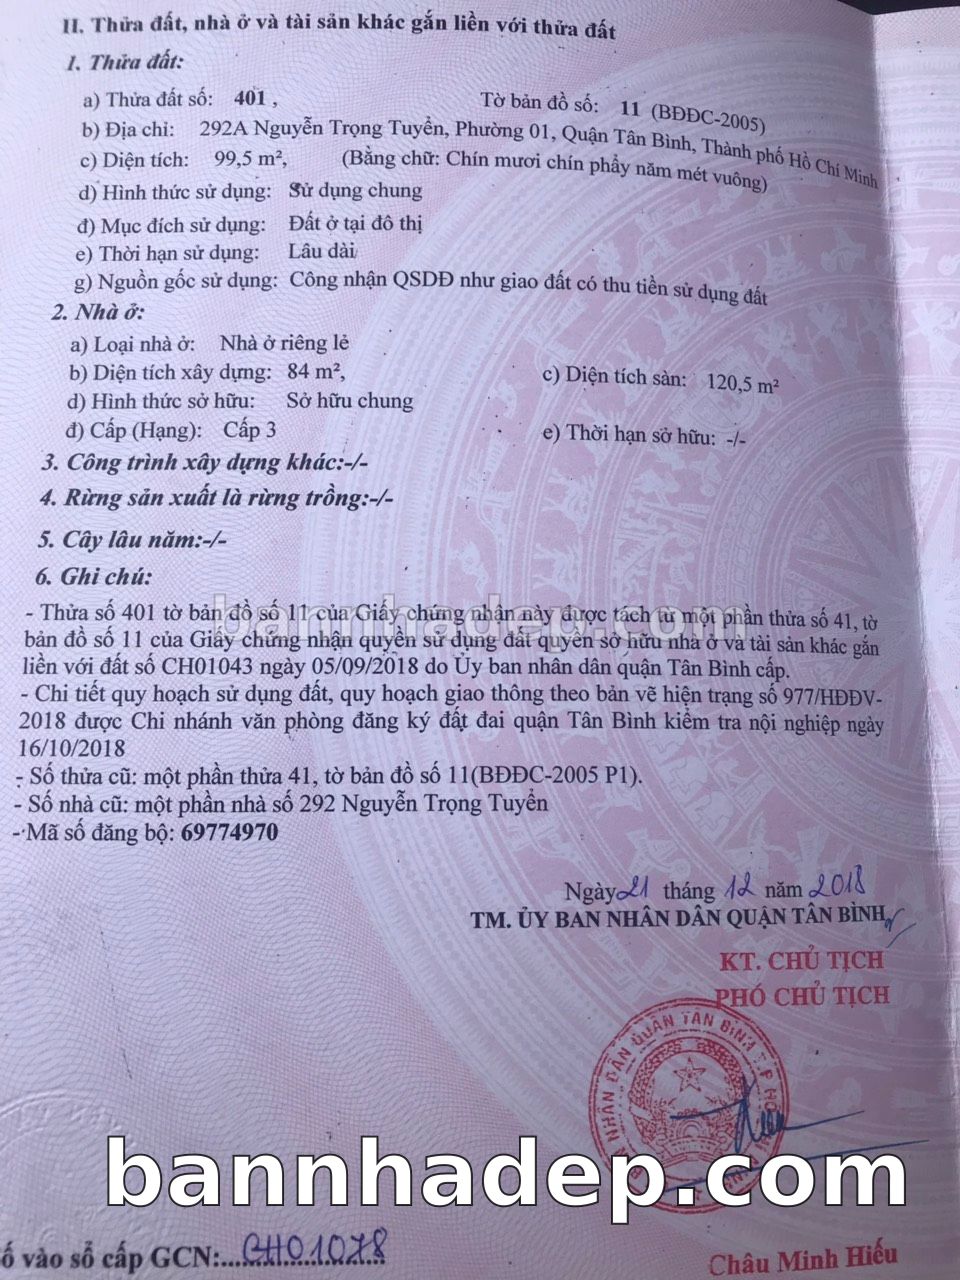 II. Thửa đất, nhà ở và tài sản khác gắn liền với thửa đất
1. Thửa đất:
a) Thửa đất số: 401 , Tờ bản đồ số: 11 (BĐĐC-2005)
b) Địa chỉ: 292A Nguyễn Trọng Tuyển, Phường 01, Quận Tân Bình, Thành phố Hồ Chí Minh
c) Diện tích: 99,5 m², (Bằng chữ: Chín mươi chín phẩy năm mét vuông)
d) Hình thức sử dụng: Sử dụng chung
đ) Mục đích sử dụng: Đất ở tại đô thị
e) Thời hạn sử dụng: Lâu dài
g) Nguồn gốc sử dụng: Công nhận QSDĐ như giao đất có thu tiền sử dụng đất
2. Nhà ở:
a) Loại nhà ở: Nhà ở riêng lẻ
b) Diện tích xây dựng: 84 m², c) Diện tích sàn: 120,5 m²
d) Hình thức sở hữu: Sở hữu chung
đ) Cấp (Hạng): Cấp 3 e) Thời hạn sở hữu: -/-
3. Công trình xây dựng khác:-/-
4. Rừng sản xuất là rừng trồng:-/-
5. Cây lâu năm:-/-
6. Ghi chú:
- Thửa số 401 tờ bản đồ số 11 của Giấy chứng nhận này được tách từ một phần thửa số 41, tờ
bannhadep.com
bản đồ số 11 của Giấy chứng nhận quyền sử dụng đất quyền sở hữu nhà ở và tài sản khác gắn
liền với đất số CH01043 ngày 05/09/2018 do Ủy ban nhân dân quận Tân Bình cấp.
- Chi tiết quy hoạch sử dụng đất, quy hoạch giao thông theo bản vẽ hiện trạng số 977/HĐĐV-
2018 được Chi nhánh văn phòng đăng ký đất đai quận Tân Bình kiểm tra nội nghiệp ngày
16/10/2018
- Số thửa cũ: một phần thửa 41, tờ bản đồ số 11(BĐĐC-2005 P1).
- Số nhà cũ: một phần nhà số 292 Nguyễn Trọng Tuyển
- Mã số đăng bộ: 69774970
Ngày 21 tháng 12 năm 2018
TM. ỦY BAN NHÂN DÂN QUẬN TÂN BÌNH
KT. CHỦ TỊCH
PHÓ CHỦ TỊCH
NHÂN DÂN QUẬN TÂN BÌNH T.P HỒ
bannhadep.com
ố vào sổ cấp GCN:....CH01078
Châu Minh Hiếu